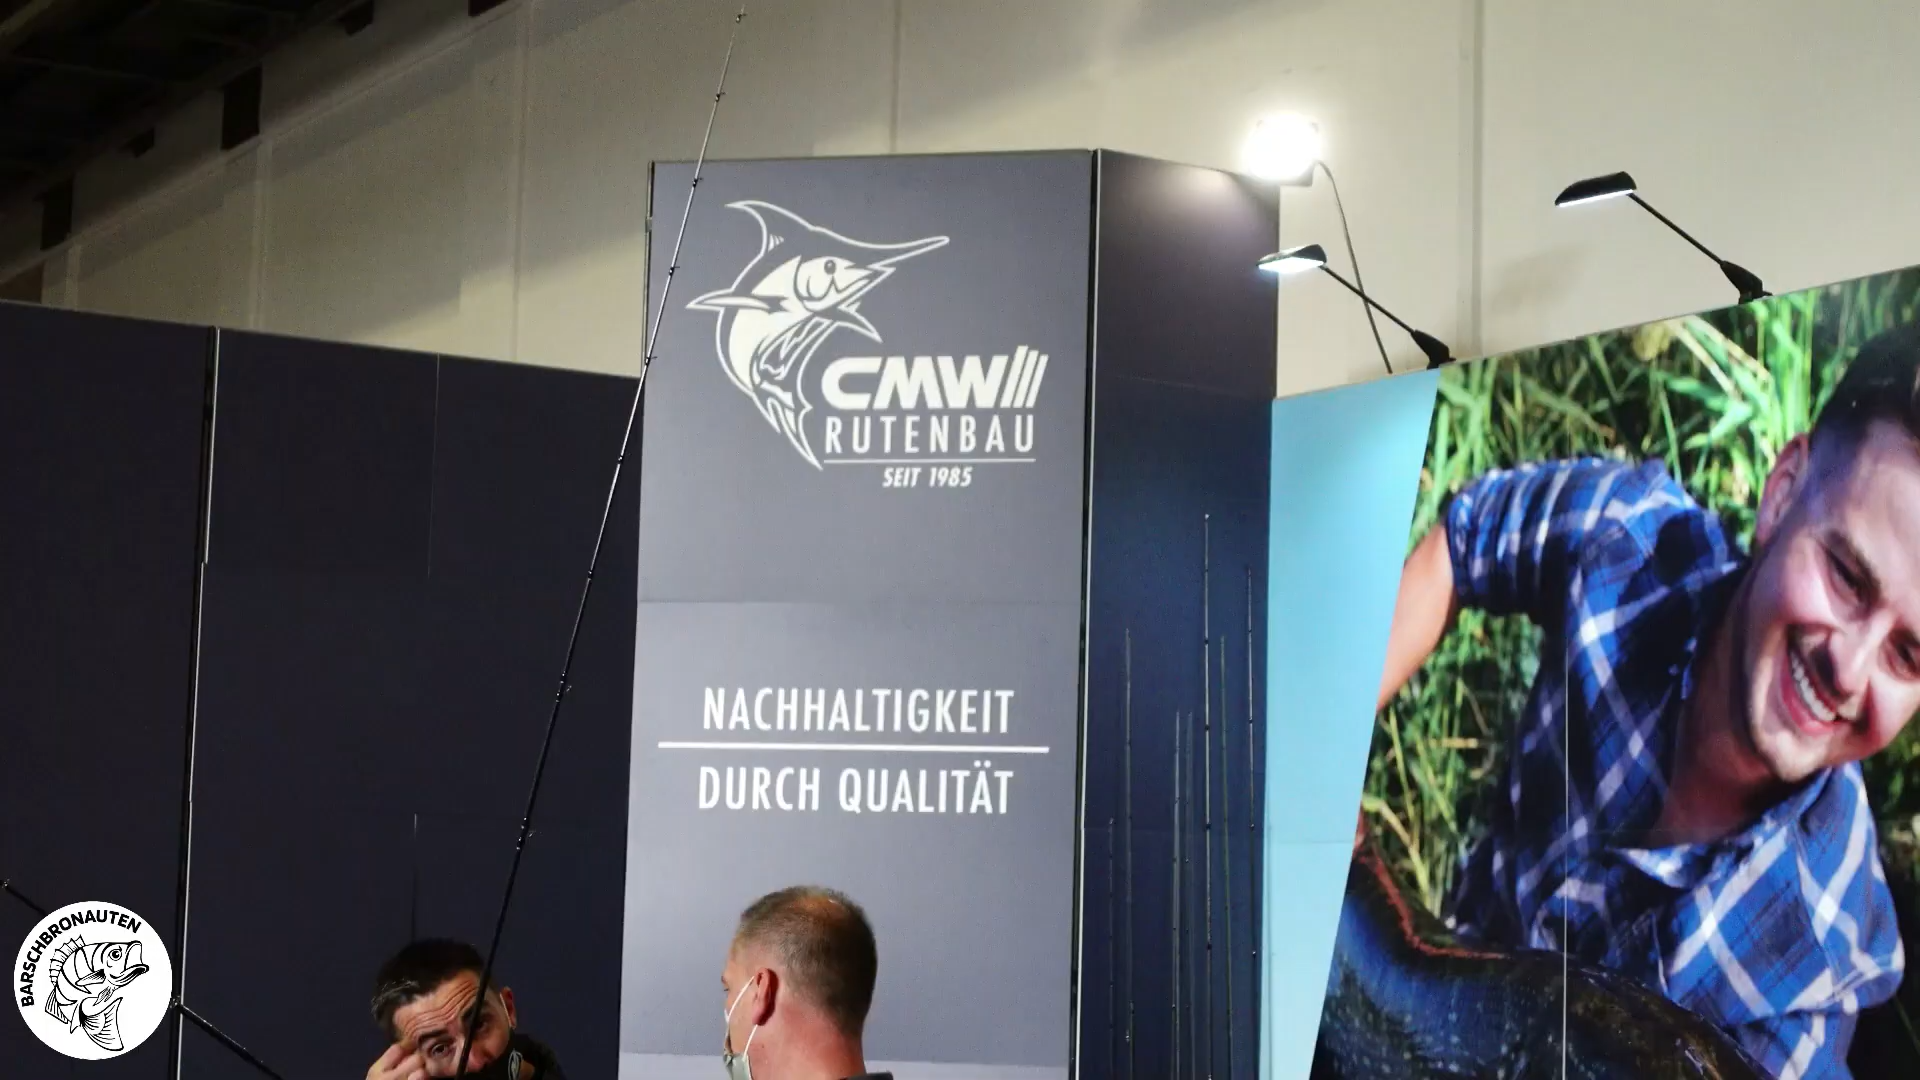 CMW
RUTENBAU
SEIT 1985
NACHHALTIGKEIT
DURCH QUALITÄT
BARSCHBRONAUTEN